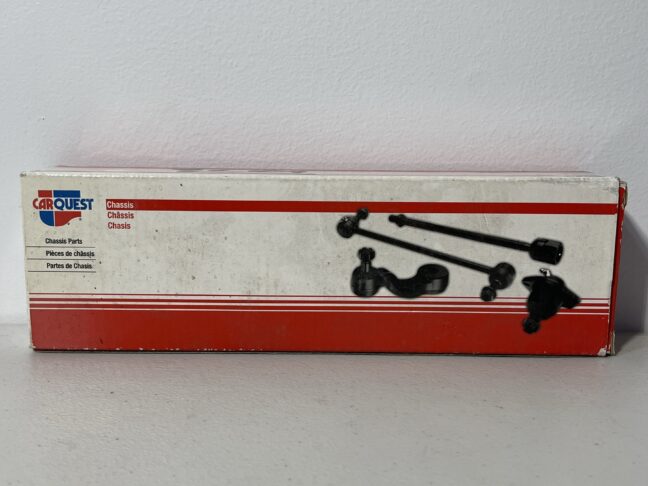 CARQUEST
Chassis
Châssis
Chasis
Chassis Parts
Pièces de châssis
Partes de Chasis